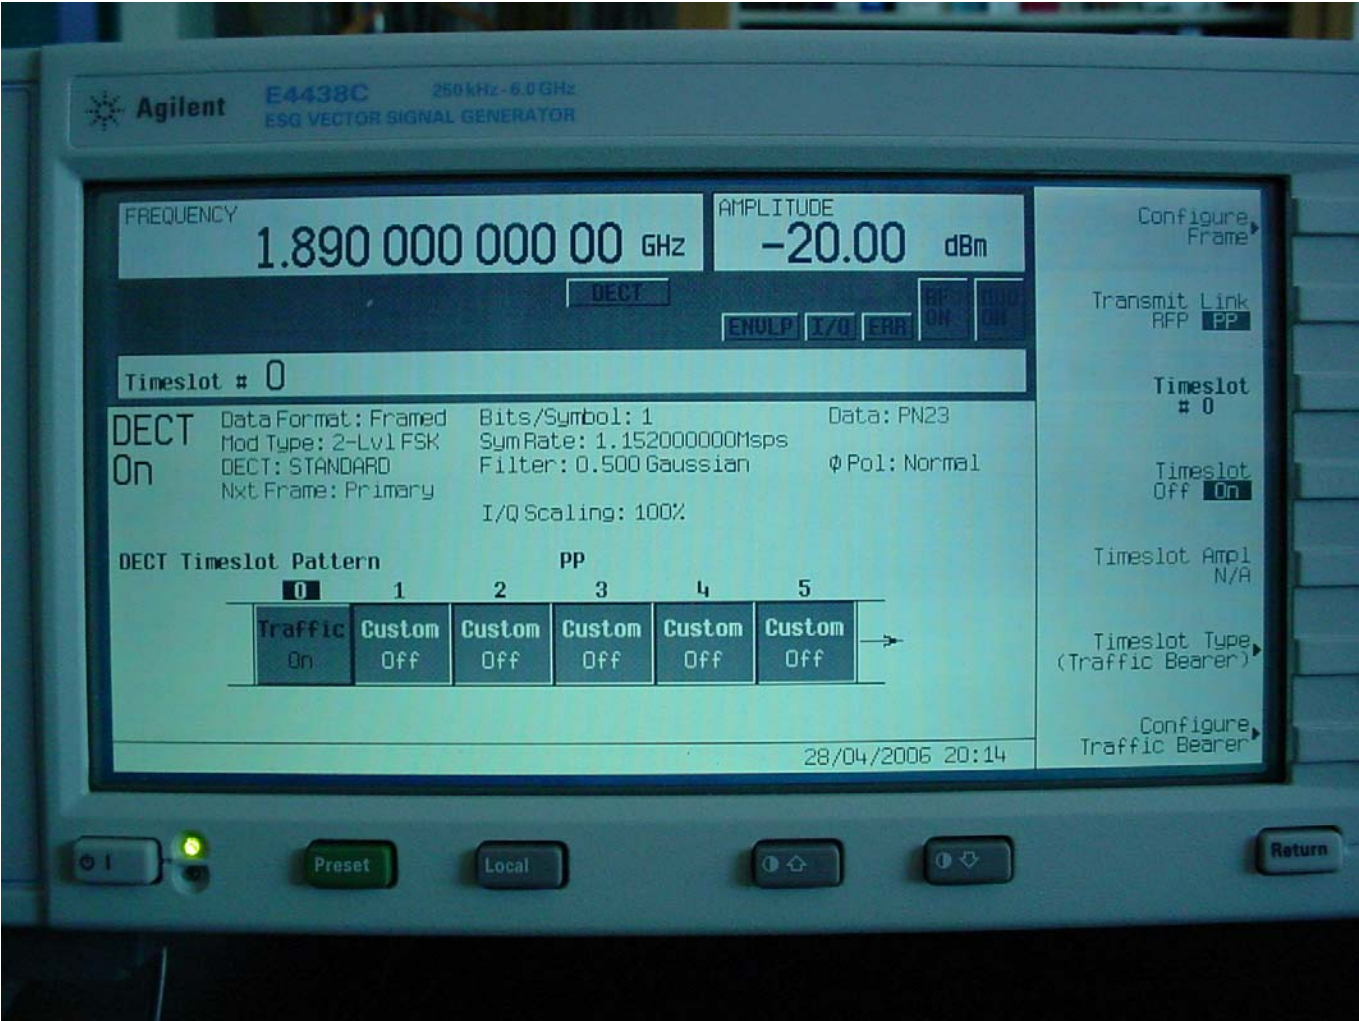 Agilent E4438C 250 kHz - 6.0 GHz
ESG VECTOR SIGNAL GENERATOR
FREQUENCY
1.890 000 000 00 GHz
AMPLITUDE
-20.00 dBm
DECT
RF ON
MOD ON
ENVLP I/Q ERR
Timeslot # 0
DECT On
Data Format: Framed Bits/Symbol: 1 Data: PN23
Mod Type: 2-Lvl FSK Sym Rate: 1.152000000Msps
DECT: STANDARD Filter: 0.500 Gaussian Φ Pol: Normal
Nxt Frame: Primary
I/Q Scaling: 100%
DECT Timeslot Pattern PP
0 1 2 3 4 5
Traffic Custom Custom Custom Custom Custom
On Off Off Off Off Off
28/04/2006 20:14
Configure
Frame
Transmit Link
RFP PP
Timeslot
# 0
Timeslot
Off On
Timeslot Ampl
N/A
Timeslot Type
(Traffic Bearer)
Configure
Traffic Bearer
Preset
Local
Return